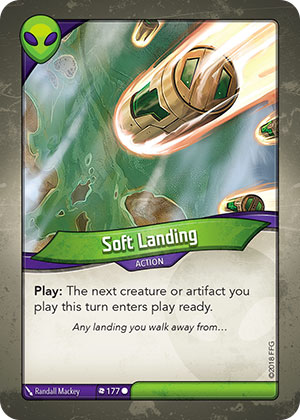 Soft Landing
ACTION
Play: The next creature or artifact you
play this turn enters play ready.
Any landing you walk away from…
Randall Mackey
177
©2018 FFG